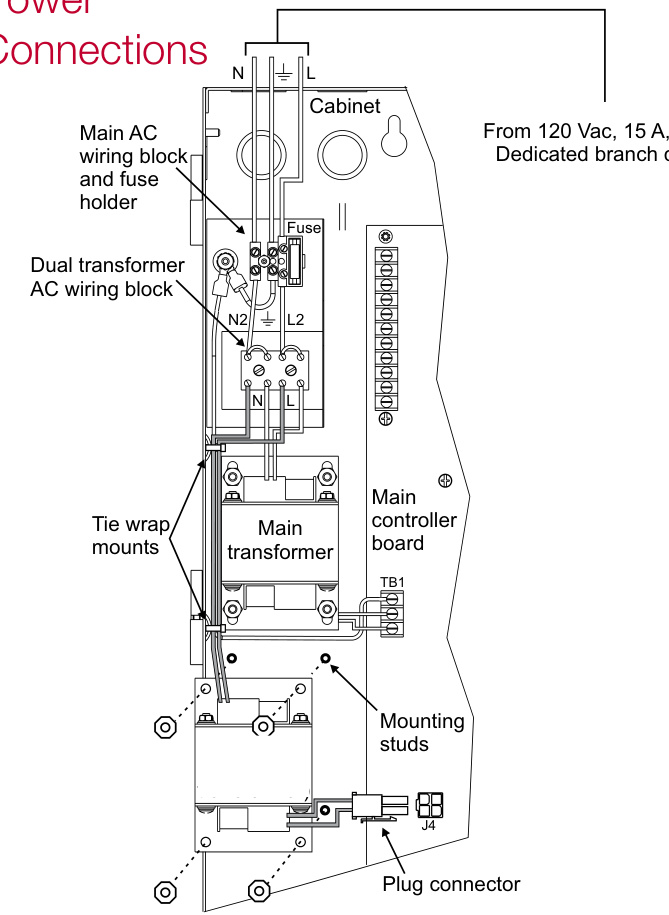 Connections
N
L
Cabinet
From 120 Vac, 15 A,
Dedicated branch
Main AC
wiring block
and fuse
holder
Fuse
Dual transformer
AC wiring block
N2
L2
N
L
Tie wrap
mounts
Main
transformer
Main
controller
board
TB1
Mounting
studs
J4
Plug connector